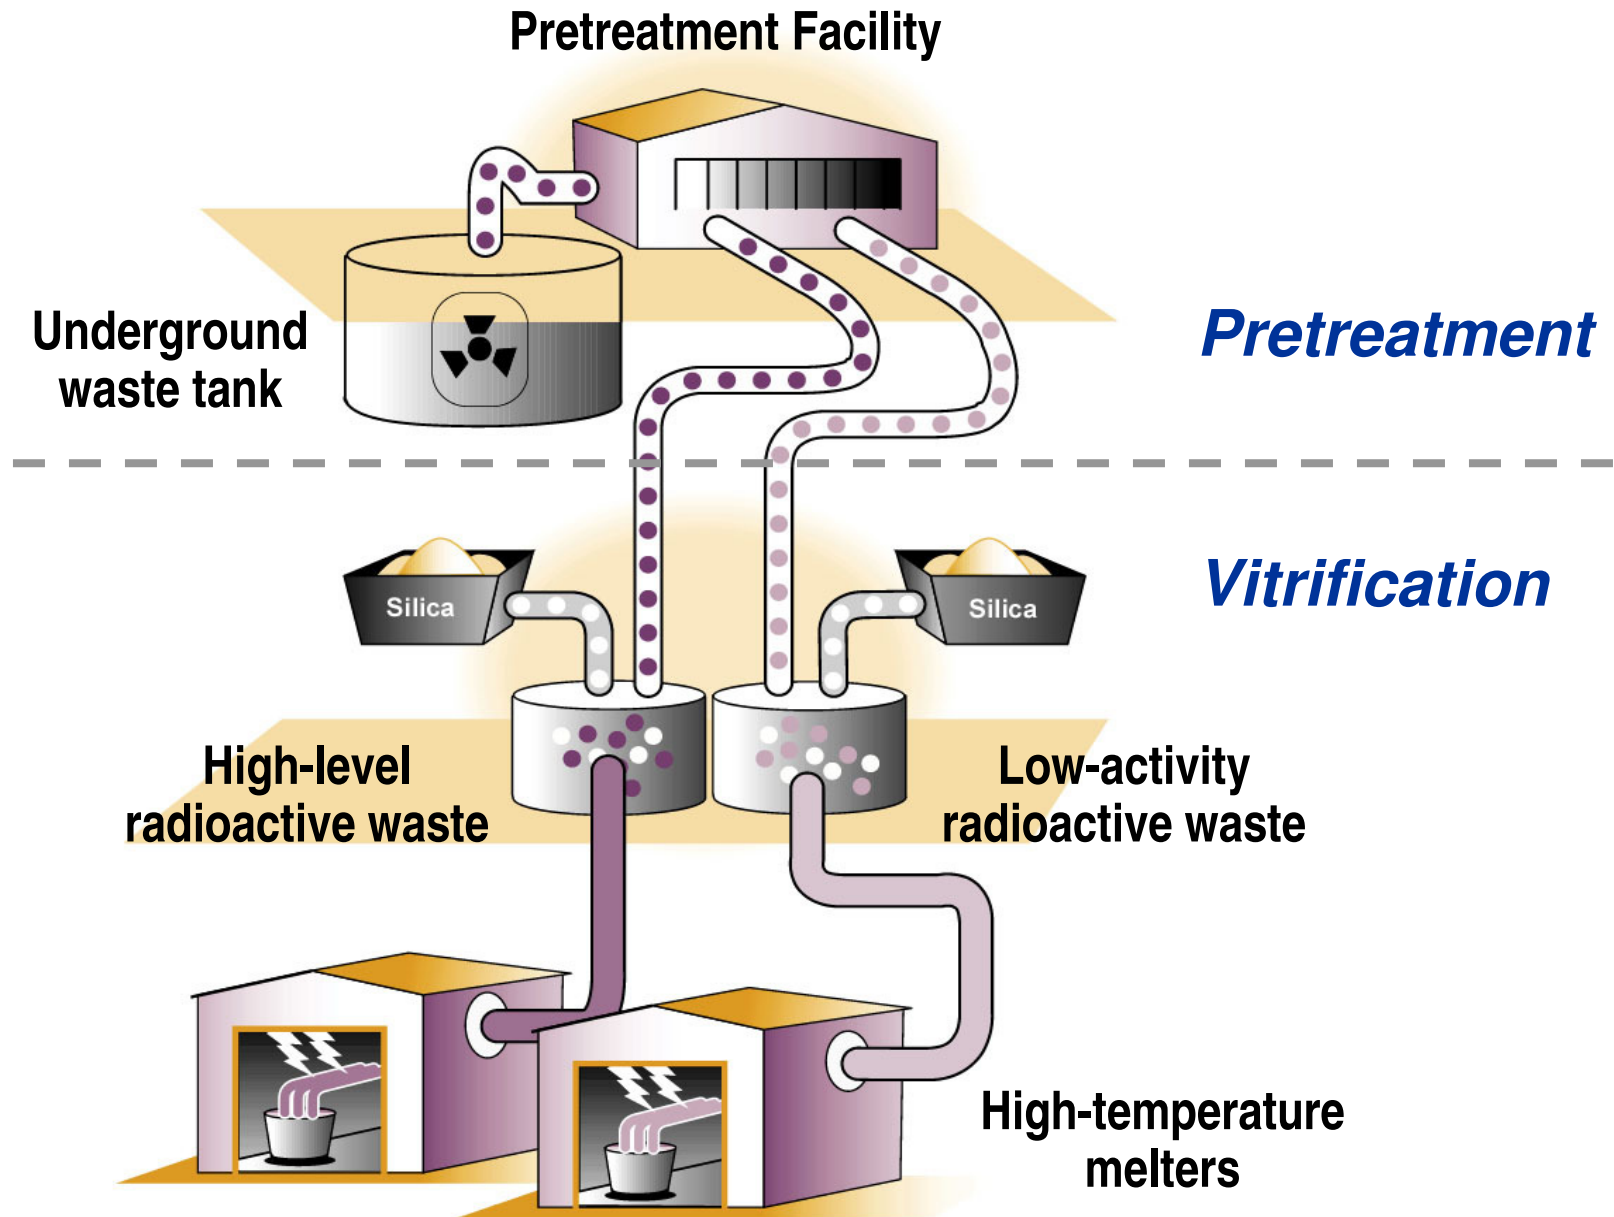 Pretreatment Facility
Underground
waste tank
Pretreatment
Silica
Silica
Vitrification
High-level
radioactive waste
Low-activity
radioactive waste
High-temperature
melters